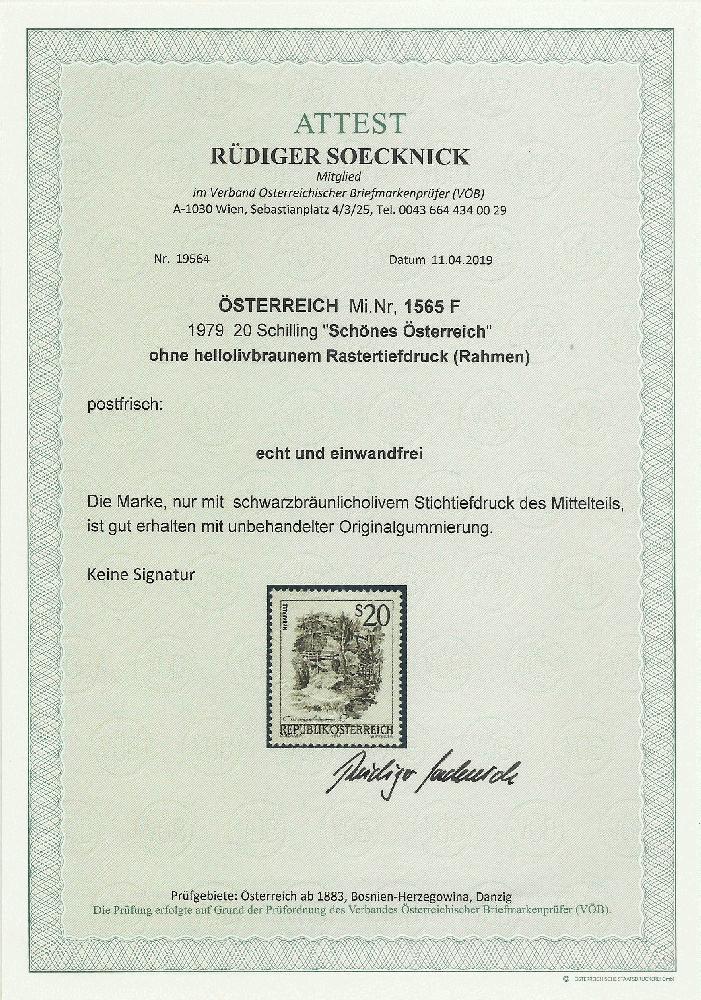 ATTEST
RÜDIGER SOECKNICK
Mitglied
im Verband Österreichischer Briefmarkenprüfer (VÖB)
A-1030 Wien, Sebastianplatz 4/3/25, Tel. 0043 664 434 00 29
Nr. 19564 Datum 11.04.2019
ÖSTERREICH Mi.Nr, 1565 F
1979 20 Schilling "Schönes Österreich"
ohne hellolivbraunem Rastertiefdruck (Rahmen)
postfrisch:
echt und einwandfrei
Die Marke, nur mit schwarzbräunlicholivem Stichtiefdruck des Mittelteils,
ist gut erhalten mit unbehandelter Originalgummierung.
Keine Signatur
S20
REPUBLIK ÖSTERREICH
Prüfgebiete: Österreich ab 1883, Bosnien-Herzegowina, Danzig
Die Prüfung erfolgte auf Grund der Prüfordnung des Verbandes Österreichischer Briefmarkenprüfer (VÖB).
© ÖSTERREICHISCHE STAATSDRUCKEREI GmbH